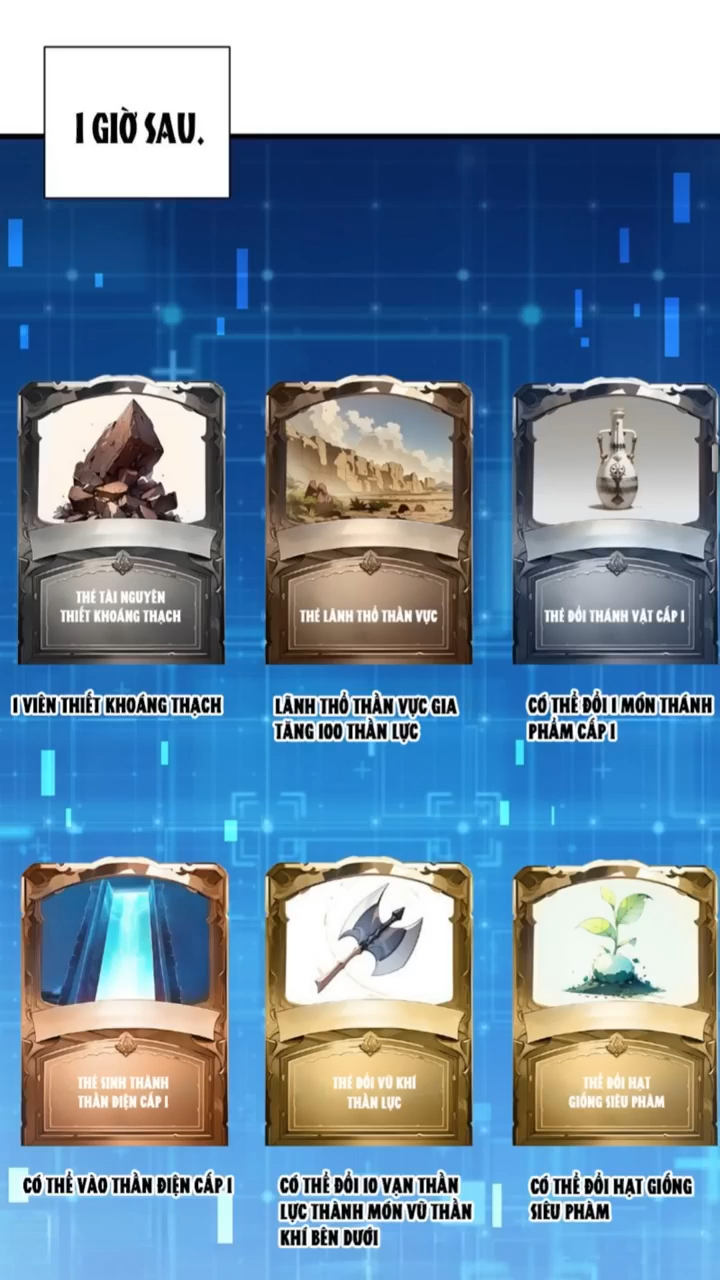 1 GIỜ SAU.
THẺ TÀI NGUYÊN
THIẾT KHOÁNG THẠCH
THẺ LÃNH THỔ THẦN VỰC
THẺ ĐỔI THÁNH VẬT CẤP 1
1 VIÊN THIẾT KHOÁNG THẠCH
LÃNH THỔ THẦN VỰC GIA
TĂNG 100 THẦN LỰC
CÓ THỂ ĐỔI 1 MÓN THÁNH
PHẨM CẤP 1
THẺ SINH THÀNH
THẦN ĐIỆN CẤP 1
THẺ ĐỔI VŨ KHÍ
THẦN LỰC
THẺ ĐỔI HẠT
GIỐNG SIÊU PHÀM
CÓ THỂ VÀO THẦN ĐIỆN CẤP 1
CÓ THỂ ĐỔI 10 VẠN THẦN
LỰC THÀNH MÓN VŨ THẦN
KHÍ BÊN DƯỚI
CÓ THỂ ĐỔI HẠT GIỐNG
SIÊU PHÀM